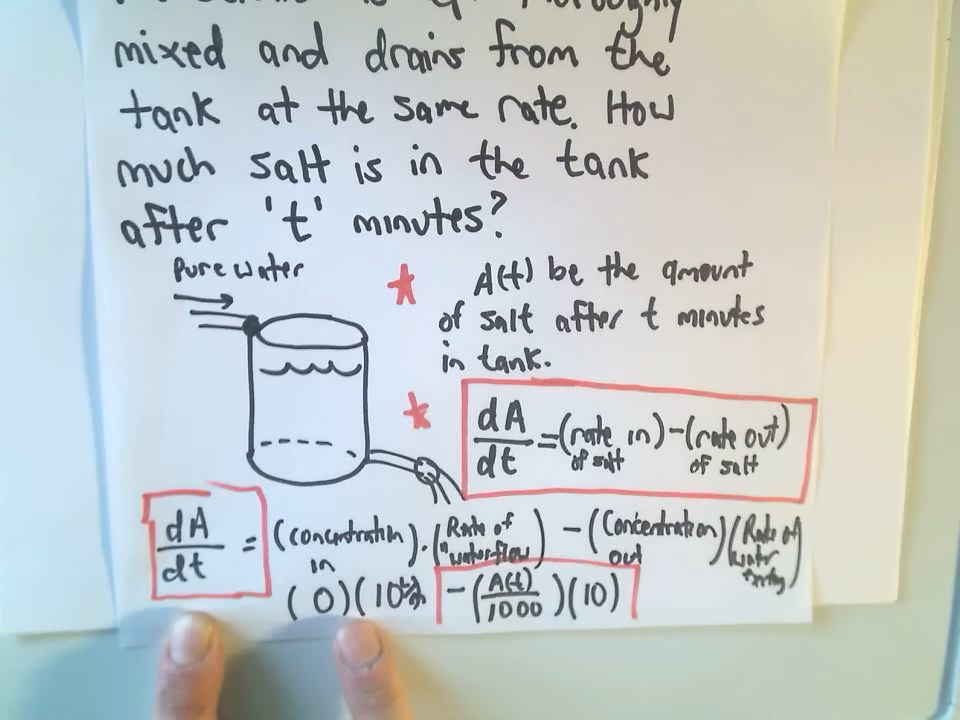 mixed and drains from the
tank at the same rate. How
much salt is in the tank
after 't' minutes?
Pure water
A(t) be the amount
of salt after t minutes
in tank.
dA/dt = (rate in of salt) - (rate out of salt)
dA/dt = (concentration in) · (Rate of water flow) - (Concentration out) (Rate of water
(0) (10 - (A(t)/1000) (10)